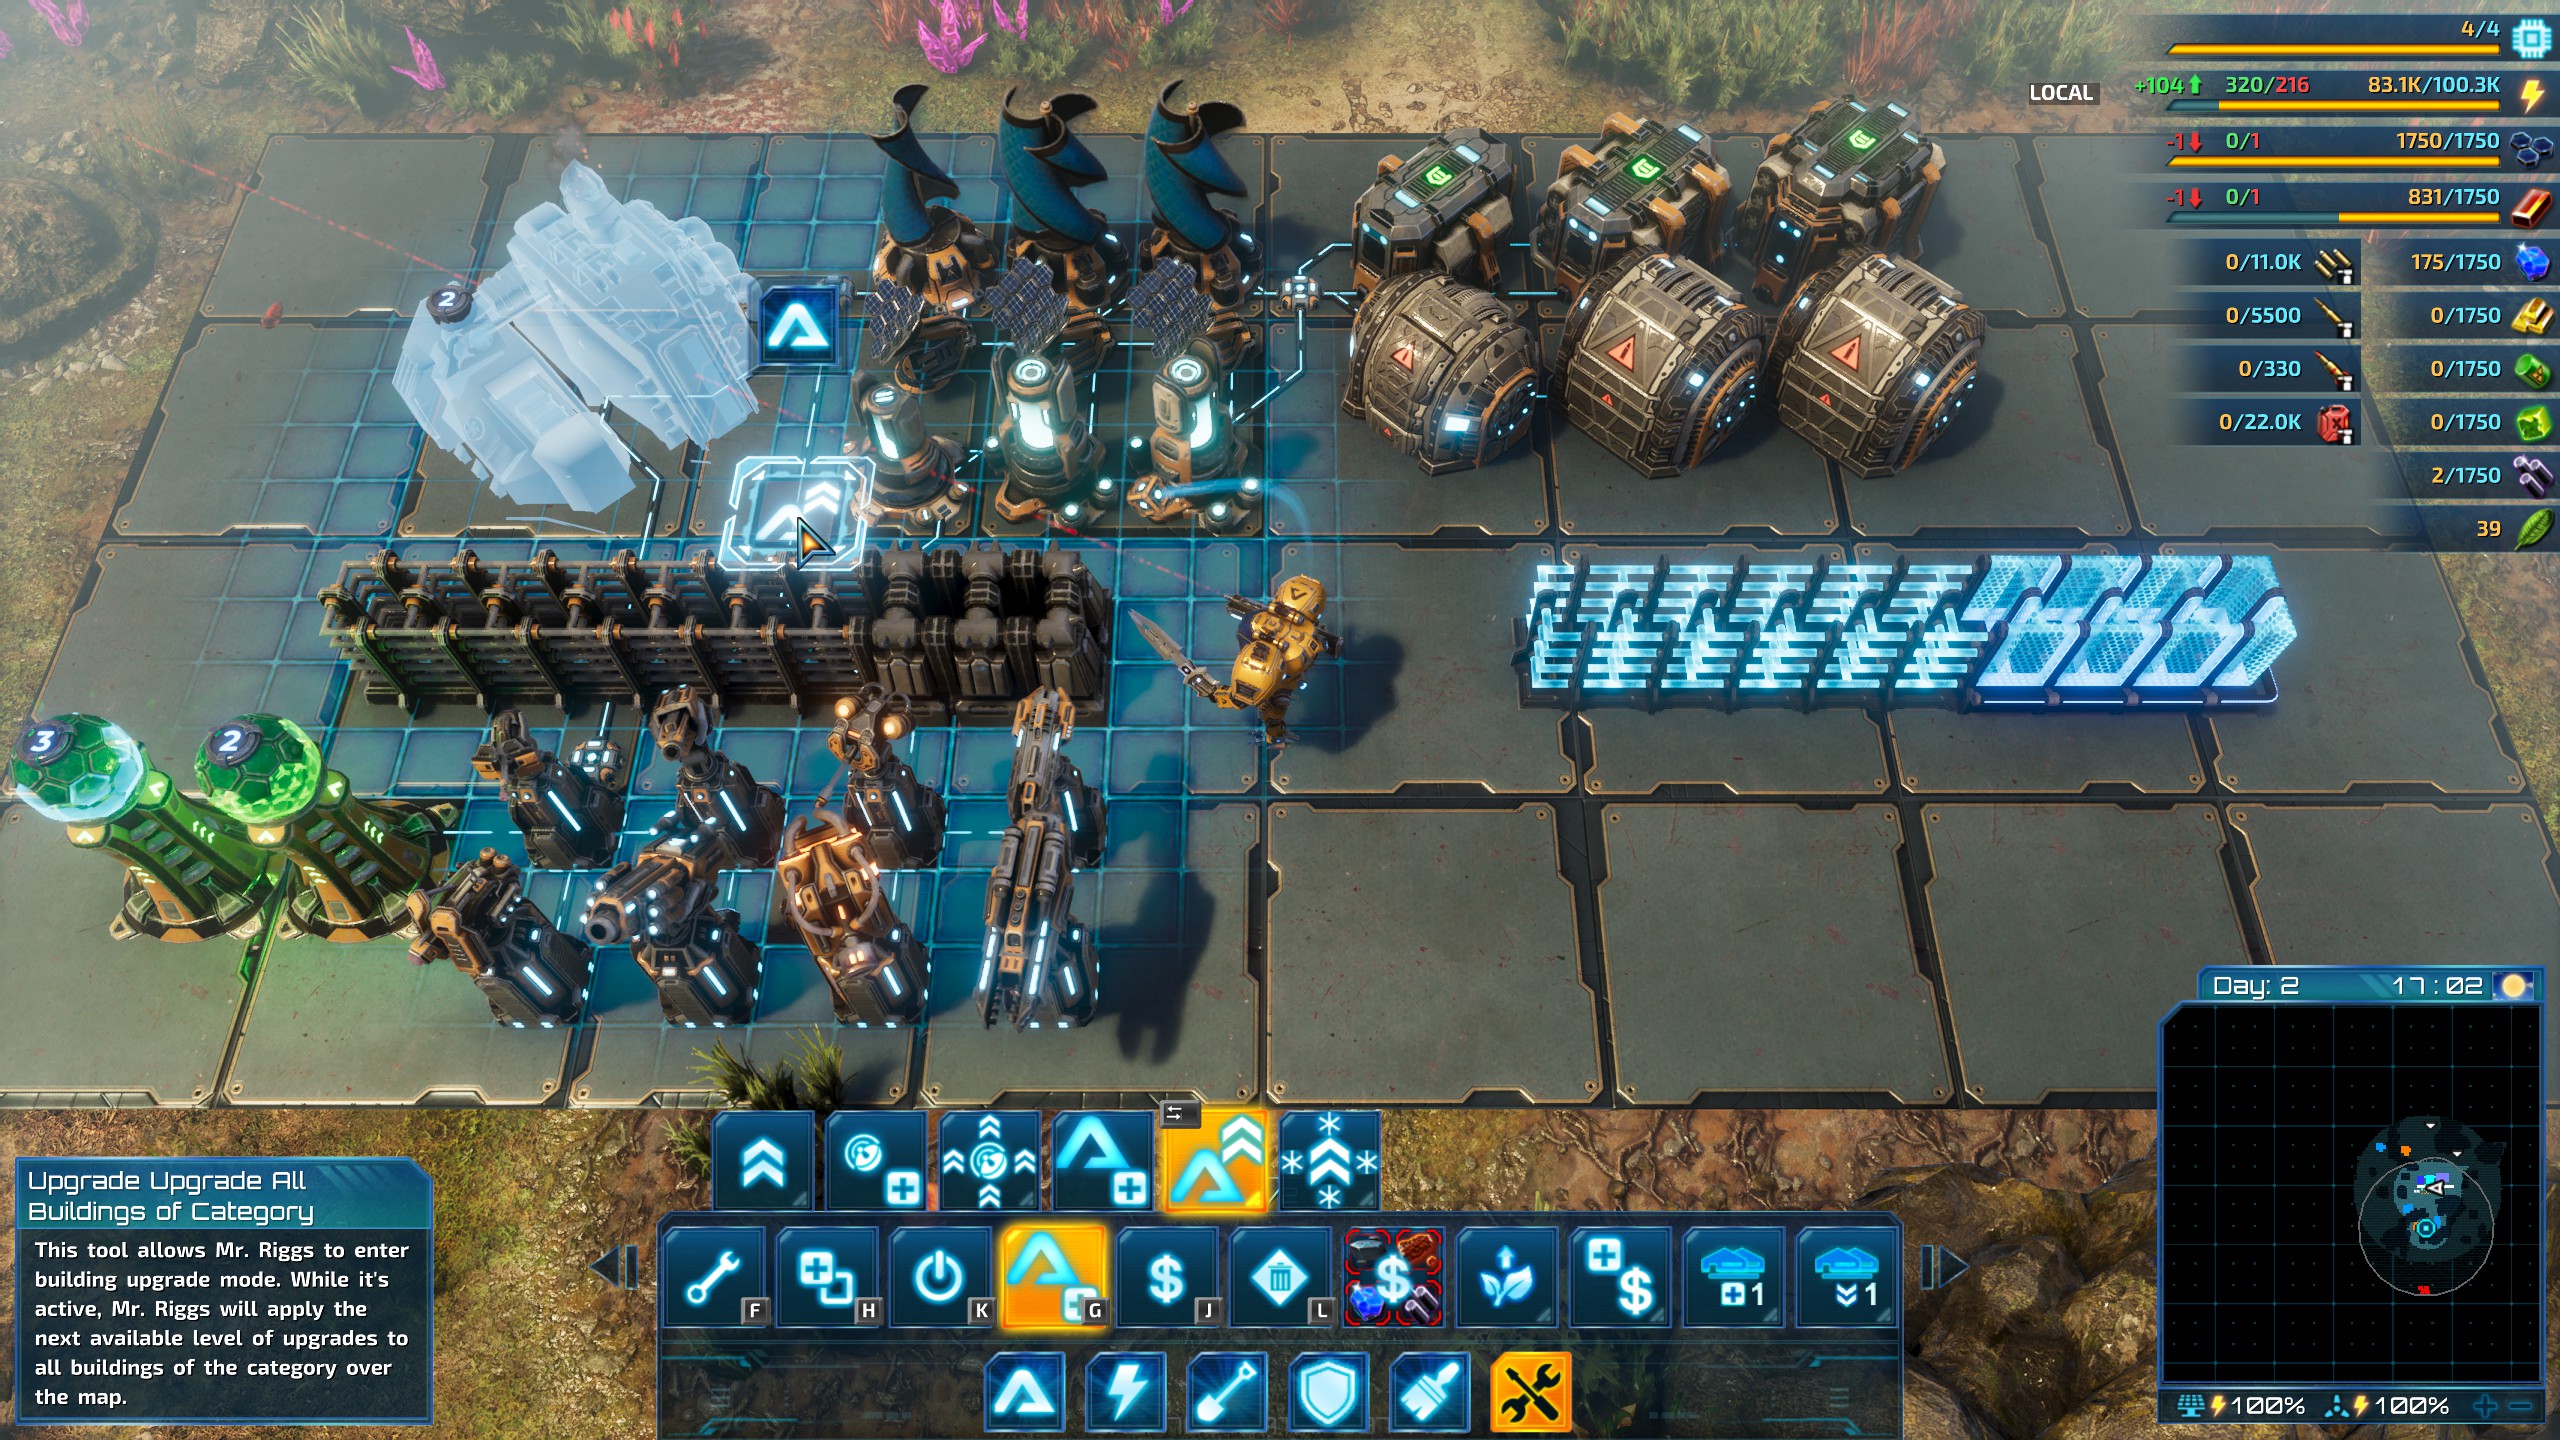 4/4
LOCAL
+104 320/216 83.1K/100.3K
-1 0/1 1750/1750
-1 0/1 831/1750
0/11.0K 175/1750
0/5500 0/1750
0/330 0/1750
0/22.0K 0/1750
2/1750
39
2
3
2
Day: 2 17:02
Upgrade Upgrade All
Buildings of Category
This tool allows Mr. Riggs to enter
building upgrade mode. While it's
active, Mr. Riggs will apply the
next available level of upgrades to
all buildings of the category over
the map.
F H K G $ J L $ $ 1 1
100% 100%